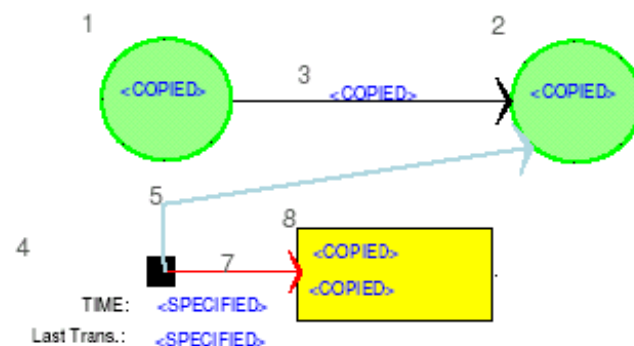 1
2
<COPIED>
3
<COPIED>
<COPIED>
5
8
4
<COPIED>
7
<COPIED>
TIME: <SPECIFIED>
Last Trans.: <SPECIFIED>